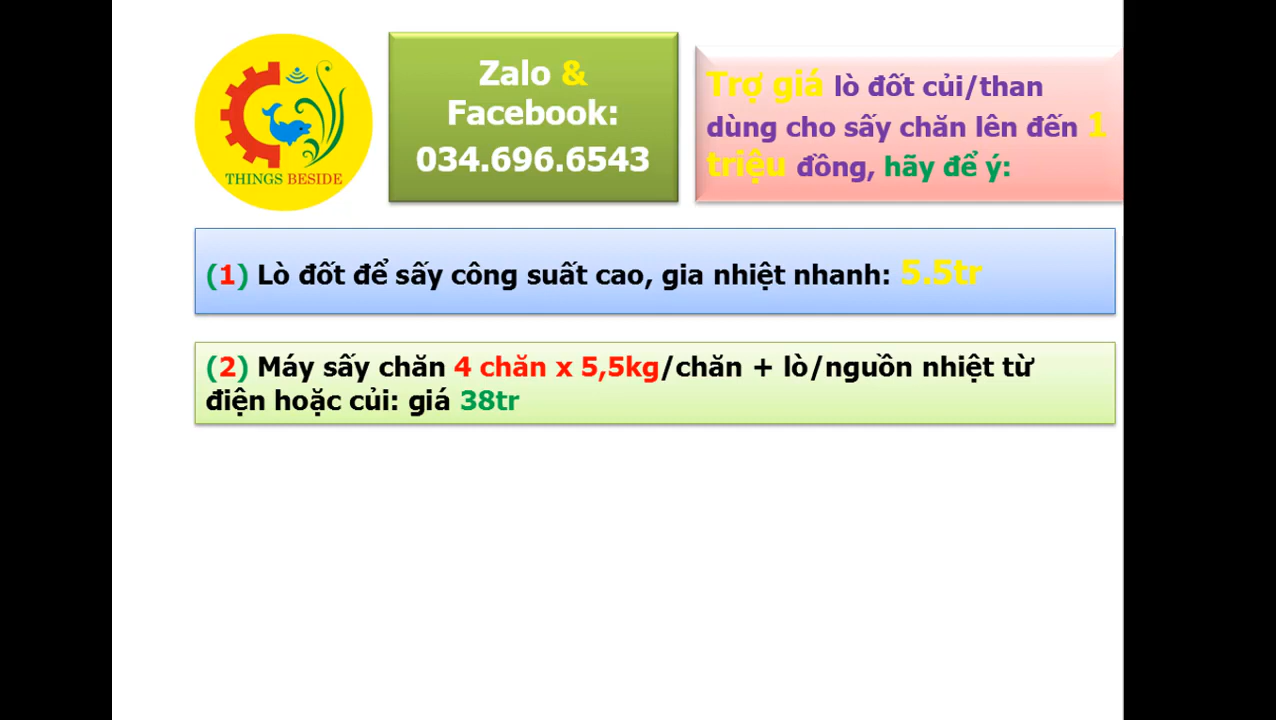 THINGS BESIDE
Zalo &
Facebook:
034.696.6543
Trợ giá lò đốt củi/than
dùng cho sấy chăn lên đến 1
triệu đồng, hãy để ý:
(1) Lò đốt để sấy công suất cao, gia nhiệt nhanh: 5.5tr
(2) Máy sấy chăn 4 chăn x 5,5kg/chăn + lò/nguồn nhiệt từ
điện hoặc củi: giá 38tr